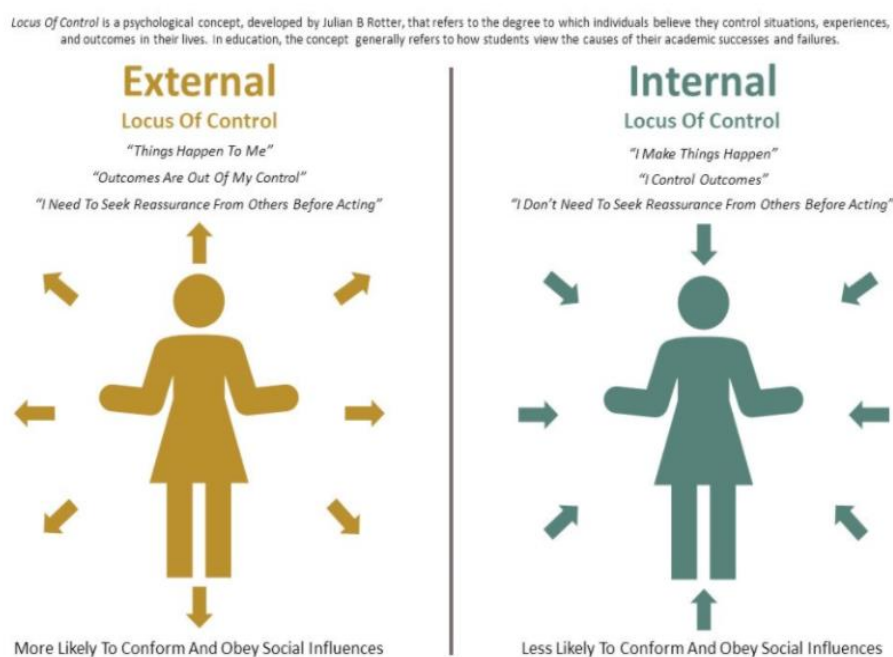 Locus Of Control is a psychological concept, developed by Julian B Rotter, that refers to the degree to which individuals believe they control situations, experiences,
and outcomes in their lives. In education, the concept generally refers to how students view the causes of their academic successes and failures.
External
Locus Of Control
“Things Happen To Me”
“Outcomes Are Out Of My Control”
“I Need To Seek Reassurance From Others Before Acting”
More Likely To Conform And Obey Social Influences
Internal
Locus Of Control
“I Make Things Happen”
“I Control Outcomes”
“I Don’t Need To Seek Reassurance From Others Before Acting”
Less Likely To Conform And Obey Social Influences